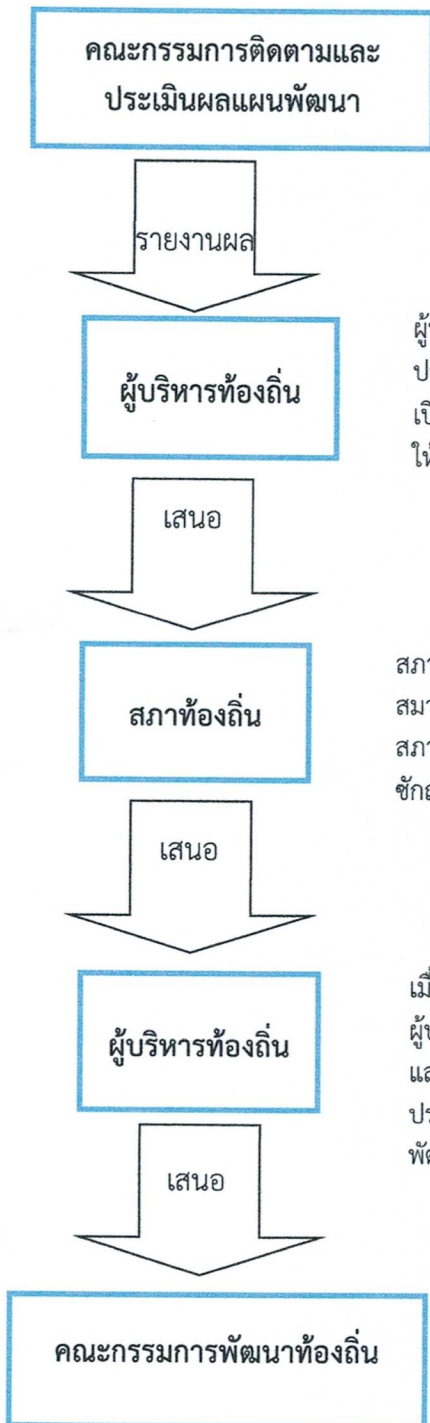 คณะกรรมการติดตามและ
ประเมินผลแผนพัฒนา
รายงานผล
ผู้บริหารท้องถิ่น
เสนอ
สภาท้องถิ่น
เสนอ
ผู้บริหารท้องถิ่น
เสนอ
คณะกรรมการพัฒนาท้องถิ่น